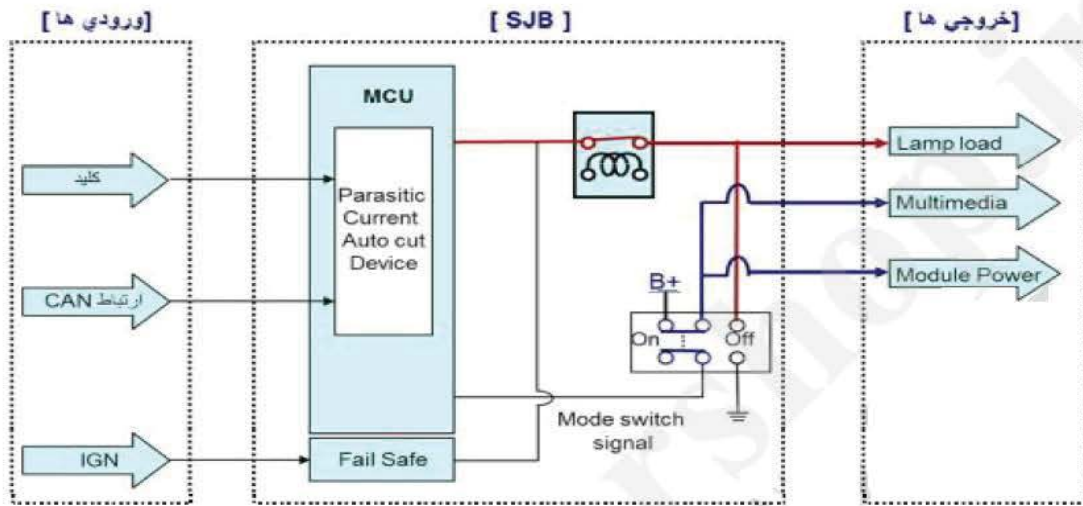 [ورودي ها]
[ SJB ]
[خروجي ها]
MCU
Parasitic
Current
Auto cut
Device
کليد
ارتباط CAN
IGN
Fail Safe
B+
On
Off
Mode switch
signal
Lamp load
Multimedia
Module Power